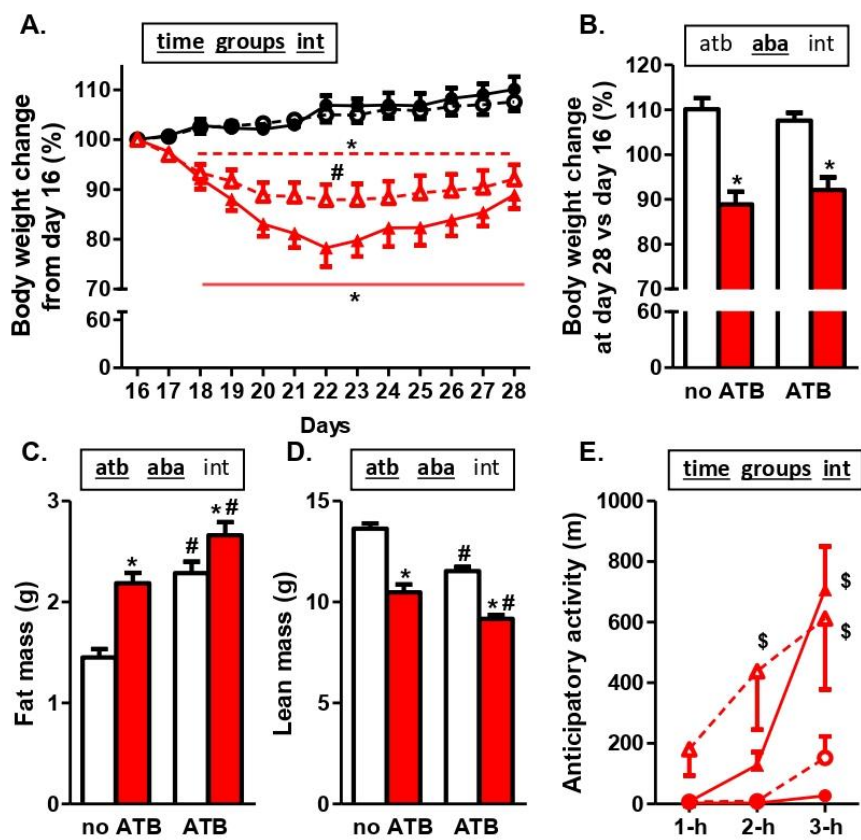 A.
time groups int
Body weight change
from day 16 (%)
110
100
90
80
70
60
0
*
#
*
16 17 18 19 20 21 22 23 24 25 26 27 28
Days
B.
atb aba int
Body weight change
at day 28 vs day 16 (%)
120
110
100
90
80
70
60
0
*
*
no ATB ATB
C.
atb aba int
Fat mass (g)
3
2
1
0
*
#
*#
no ATB ATB
D.
atb aba int
Lean mass (g)
15
10
5
0
*
#
*#
no ATB ATB
E.
time groups int
Anticipatory activity (m)
1000
800
600
400
200
0
$
$
$
1-h 2-h 3-h